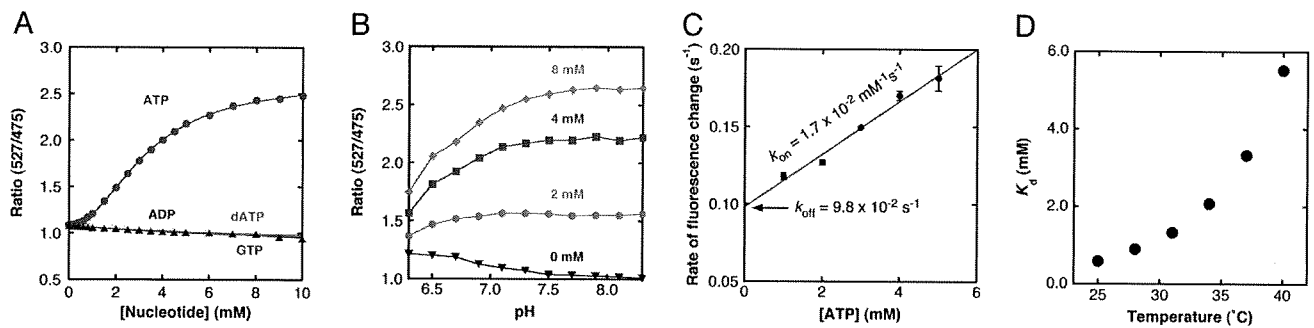 A
Ratio (527/475)
3.0
2.5
2.0
1.5
1.0
0.5
ATP
ADP
dATP
GTP
0 2 4 6 8 10
[Nucleotide] (mM)
B
Ratio (527/475)
3.0
2.5
2.0
1.5
1.0
8 mM
4 mM
2 mM
0 mM
6.5 7.0 7.5 8.0
pH
C
Rate of fluorescence change (s⁻¹)
0.20
0.15
0.10
0.05
kon = 1.7 x 10⁻² mM⁻¹s⁻¹
koff = 9.8 x 10⁻² s⁻¹
0 2 4 6
[ATP] (mM)
D
Kd (mM)
6.0
4.0
2.0
0
25 30 35 40
Temperature (˚C)